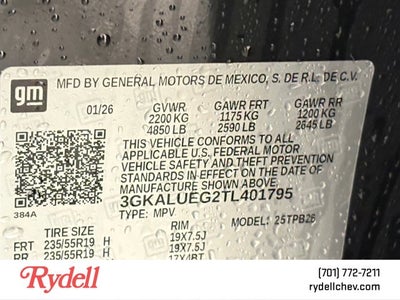 gm
MFD BY GENERAL MOTORS DE MEXICO, S. DE R.L. DE C.V.
01/26 GVWR GAWR FRT GAWR RR
2200 KG 1175 KG 1200 KG
4850 LB 2590 LB 2645 LB
THIS VEHICLE CONFORMS TO ALL APPLICABLE
U.S. FEDERAL MOTOR VEHICLE SAFETY STANDARDS
IN EFFECT ON THE DATE OF MANUFACTURE SHOWN ABOVE
3GKALUEG2TL401795
384A
TYPE: MPV MODEL: 25TPB26
TIRE SIZE RIM
FRT 235/55R19 H 19X7.5J
RR 235/55R19 H 19X7.5J
17X4BT
Rydell
(701) 772-7211
rydellchev.com